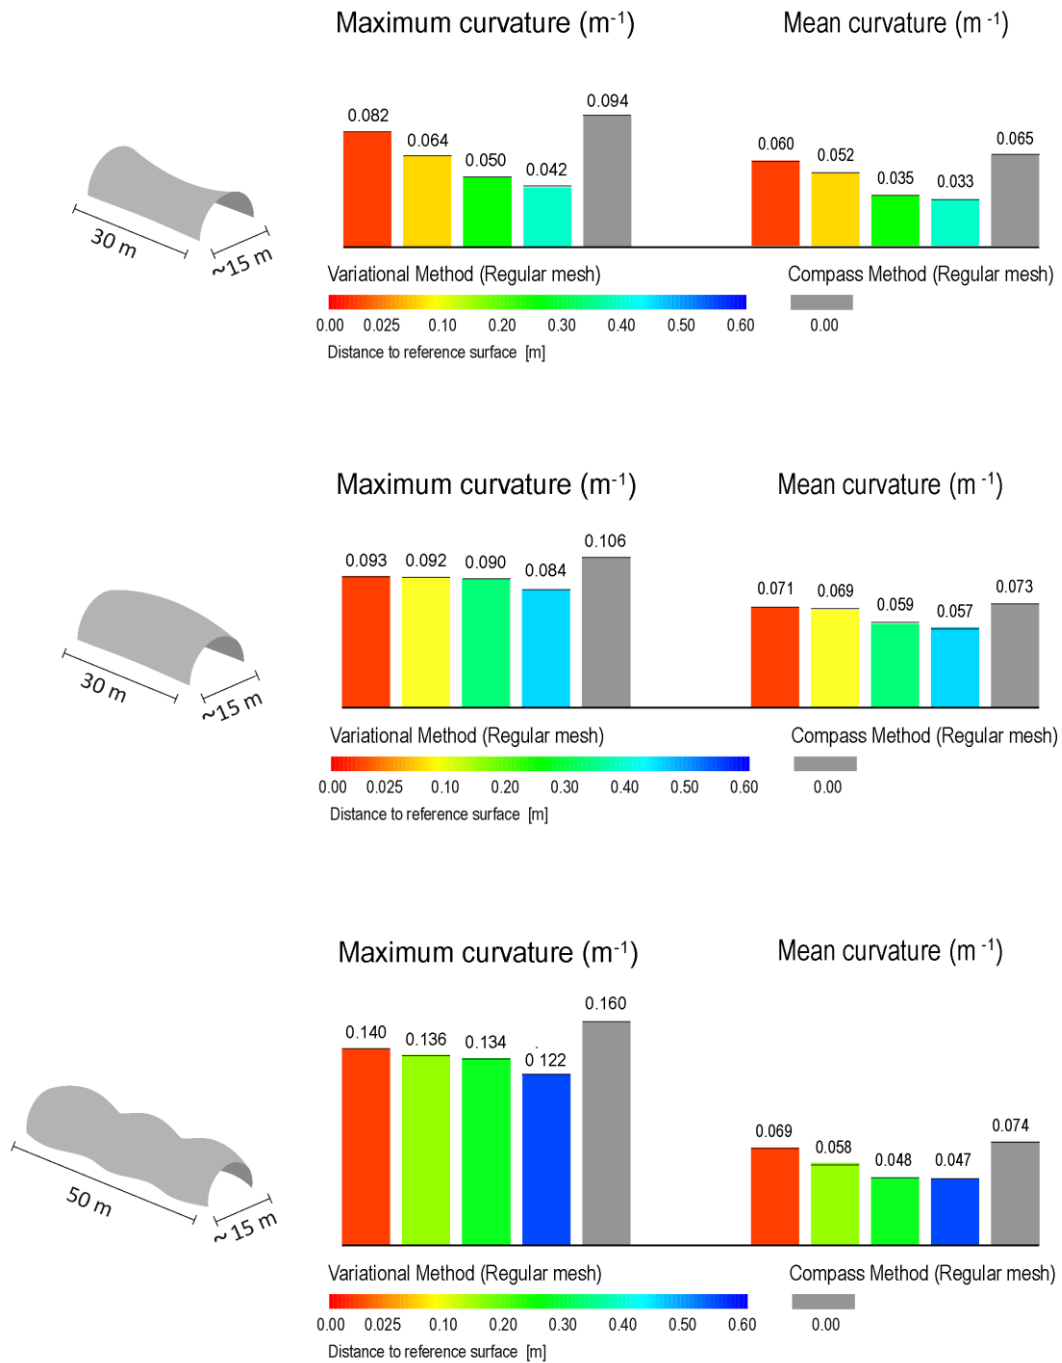 Maximum curvature (m-1)
Mean curvature (m -1)
0.082
0.064
0.050
0.042
0.094
0.060
0.052
0.035
0.033
0.065
30 m
~15 m
Variational Method (Regular mesh)
Compass Method (Regular mesh)
0.00 0.025 0.10 0.20 0.30 0.40 0.50 0.60
0.00
Distance to reference surface [m]
Maximum curvature (m-1)
Mean curvature (m -1)
0.093
0.092
0.090
0.084
0.106
0.071
0.069
0.059
0.057
0.073
30 m
~15 m
Variational Method (Regular mesh)
Compass Method (Regular mesh)
0.00 0.025 0.10 0.20 0.30 0.40 0.50 0.60
0.00
Distance to reference surface [m]
Maximum curvature (m-1)
Mean curvature (m -1)
0.140
0.136
0.134
0.122
0.160
0.069
0.058
0.048
0.047
0.074
50 m
~ 15 m
Variational Method (Regular mesh)
Compass Method (Regular mesh)
0.00 0.025 0.10 0.20 0.30 0.40 0.50 0.60
0.00
Distance to reference surface [m]